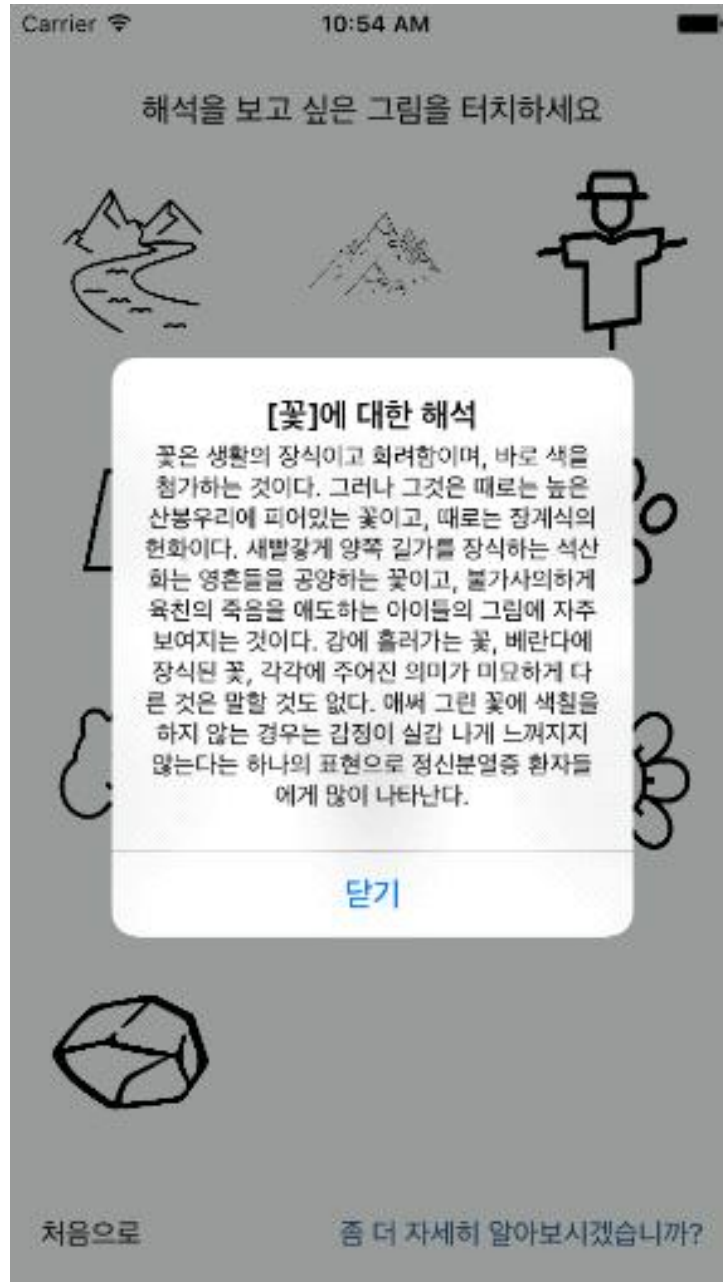 Carrier
10:54 AM
해석을 보고 싶은 그림을 터치하세요
[꽃]에 대한 해석
꽃은 생활의 장식이고 화려함이며, 바로 색을
첨가하는 것이다. 그러나 그것은 때로는 높은
산봉우리에 피어있는 꽃이고, 때로는 장례식의
헌화이다. 새빨갛게 양쪽 길가를 장식하는 석산
화는 영혼들을 공양하는 꽃이고, 불가사의하게
육친의 죽음을 애도하는 아이들의 그림에 자주
보여지는 것이다. 강에 흘러가는 꽃, 베란다에
장식된 꽃, 각각에 주어진 의미가 미묘하게 다
른 것은 말할 것도 없다. 애써 그린 꽃에 색칠을
하지 않는 경우는 감정이 실감 나게 느껴지지
않는다는 하나의 표현으로 정신분열증 환자들
에게 많이 나타난다.
닫기
처음으로
좀 더 자세히 알아보시겠습니까?